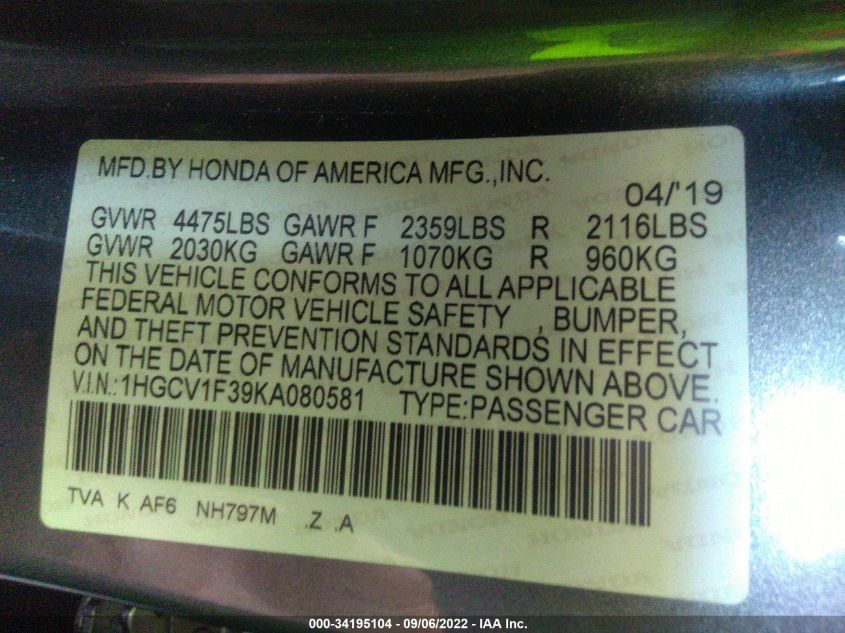 MFD.BY HONDA OF AMERICA MFG.,INC.
04/'19
GVWR 4475LBS GAWR F 2359LBS R 2116LBS
GVWR 2030KG GAWR F 1070KG R 960KG
THIS VEHICLE CONFORMS TO ALL APPLICABLE
FEDERAL MOTOR VEHICLE SAFETY , BUMPER,
AND THEFT PREVENTION STANDARDS IN EFFECT
ON THE DATE OF MANUFACTURE SHOWN ABOVE.
V.I.N.:1HGCV1F39KA080581 TYPE:PASSENGER CAR
TVA K AF6 NH797M .Z .A
000-34195104 - 09/06/2022 - IAA Inc.